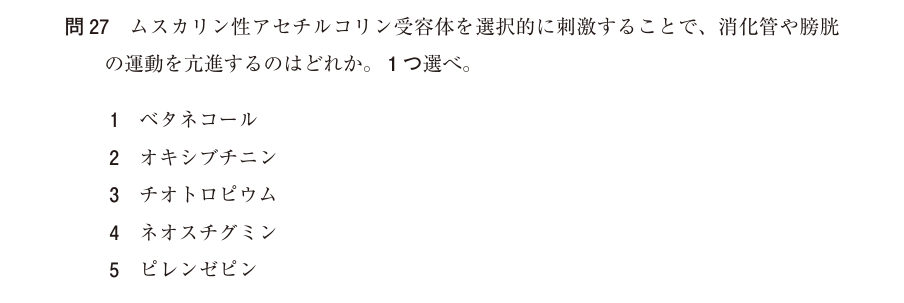 問27　ムスカリン性アセチルコリン受容体を選択的に刺激することで、消化管や膀胱
の運動を亢進するのはどれか。1つ選べ。
1　ベタネコール
2　オキシブチニン
3　チオトロピウム
4　ネオスチグミン
5　ピレンゼピン